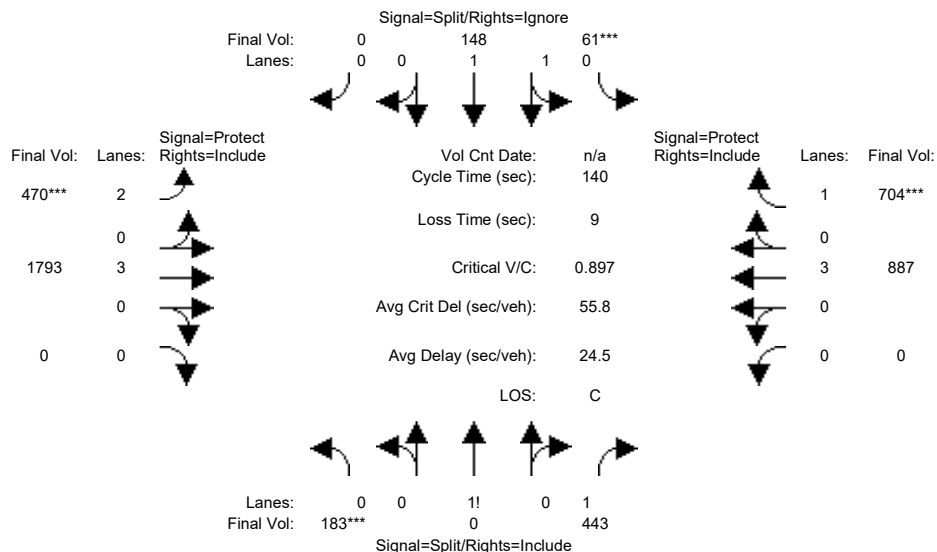 Signal=Split/Rights=Ignore
Final Vol: 0 148 61***
Lanes: 0 0 1 1 0
Signal=Protect Signal=Protect
Final Vol: Lanes: Rights=Include Vol Cnt Date: n/a Rights=Include Lanes: Final Vol:
Cycle Time (sec): 140
470*** 2 1 704***
Loss Time (sec): 9
0 0
1793 3 Critical V/C: 0.897 3 887
0 Avg Crit Del (sec/veh): 55.8 0
0 0 Avg Delay (sec/veh): 24.5 0 0
LOS: C
Lanes: 0 0 1! 0 1
Final Vol: 183*** 0 443
Signal=Split/Rights=Include